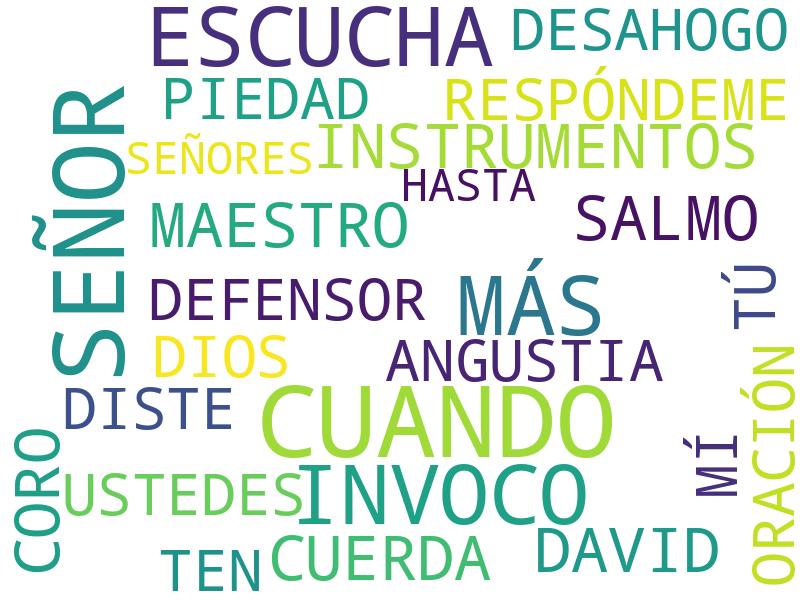 ESCUCHA
DESAHOGO
PIEDAD
RESPÓNDEME
SEÑOR
INSTRUMENTOS
SEÑORES
HASTA
MAESTRO
SALMO
DEFENSOR
MÁS
TÚ
DIOS
ANGUSTIA
DISTE
CUANDO
ORACIÓN
CORO
USTEDES
INVOCO
MÍ
TEN
CUERDA
DAVID